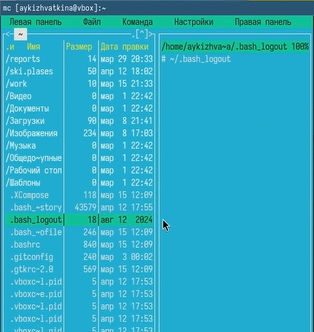 mc [aykizhvatkina@vbox]:~
Левая панель Файл Команда Настройки Правая панель
<- ~ .[^]>
.и Имя Размер Дата правки
/reports 14 мар 29 20:33
/ski.plases 50 апр 12 18:02
/work 10 мар 15 21:33
/Видео 0 мар 1 22:42
/Документы 0 мар 1 22:42
/Загрузки 90 мар 8 21:41
/Изображения 234 мар 8 17:03
/Музыка 0 мар 1 22:42
/Общедо~упные 0 мар 1 22:42
/Рабочий стол 0 мар 1 22:42
/Шаблоны 0 мар 1 22:42
.XCompose 118 мар 15 12:09
.bash_~story 43579 апр 12 17:55
.bash_logout 18 авг 12 2024
.bash_~ofile 246 мар 15 12:09
.bashrc 840 мар 15 12:09
.gitconfig 240 мар 3 00:02
.gtkrc-2.0 569 мар 15 12:09
.vboxc~l.pid 5 апр 12 17:53
.vboxc~e.pid 5 апр 12 17:53
.vboxc~l.pid 5 апр 12 17:53
.vboxc~l.pid 5 апр 12 17:53
/home/aykizhva~a/.bash_logout 100%
# ~/.bash_logout